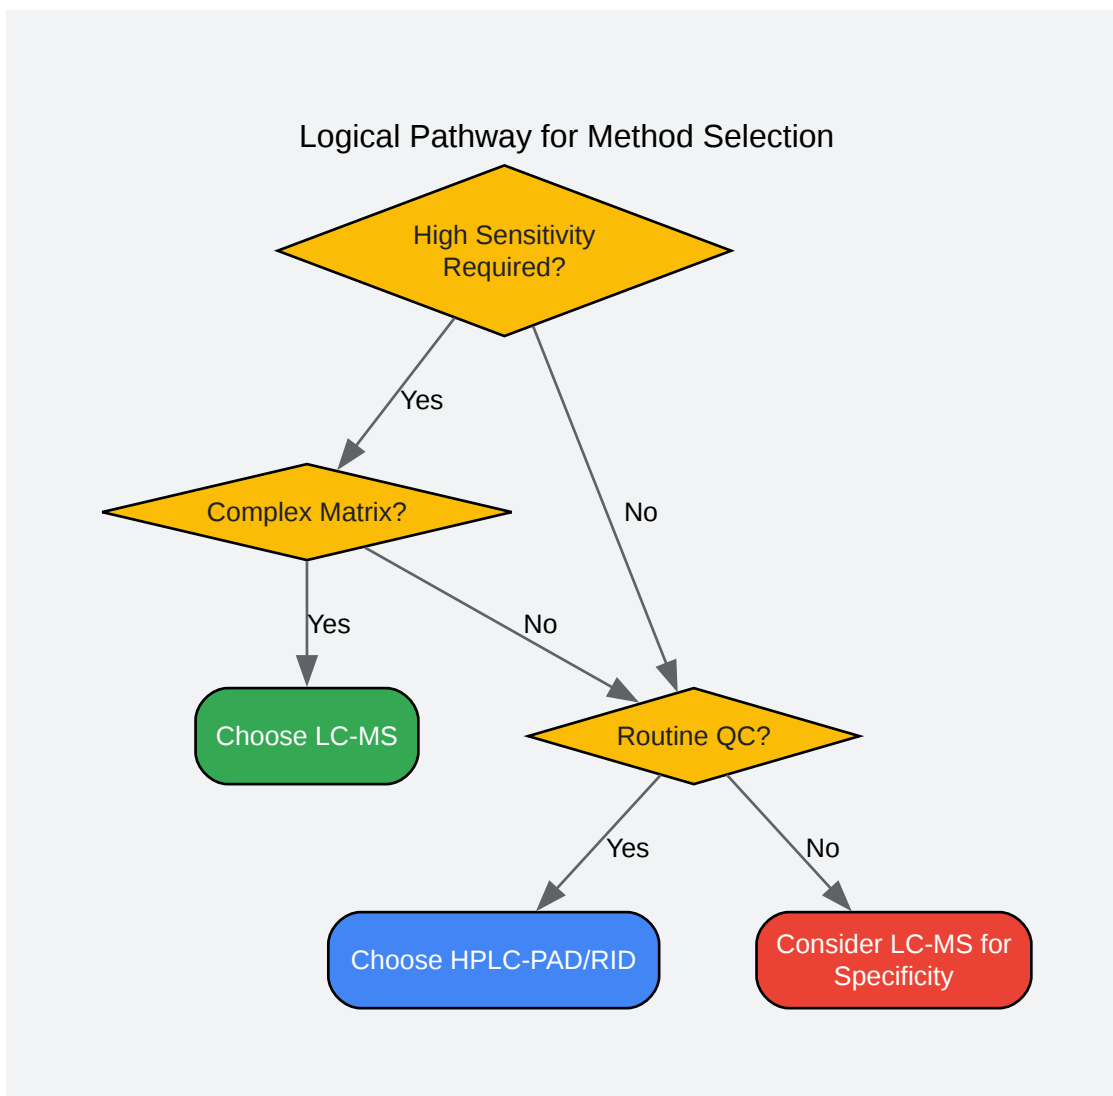 Logical Pathway for Method Selection
High Sensitivity
Required?
Yes
Complex Matrix?
No
Yes
No
Choose LC-MS
Routine QC?
Yes
No
Choose HPLC-PAD/RID
Consider LC-MS for
Specificity